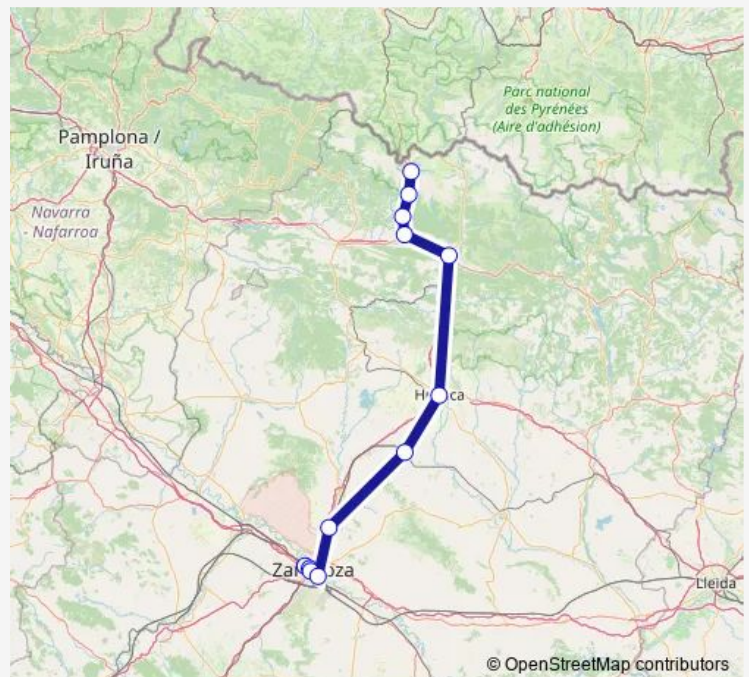 Parc national
des Pyrénées
(Aire d'adhésion)
Pamplona /
Iruña
Navarra
- Nafarroa
Lleida
© OpenStreetMap contributors